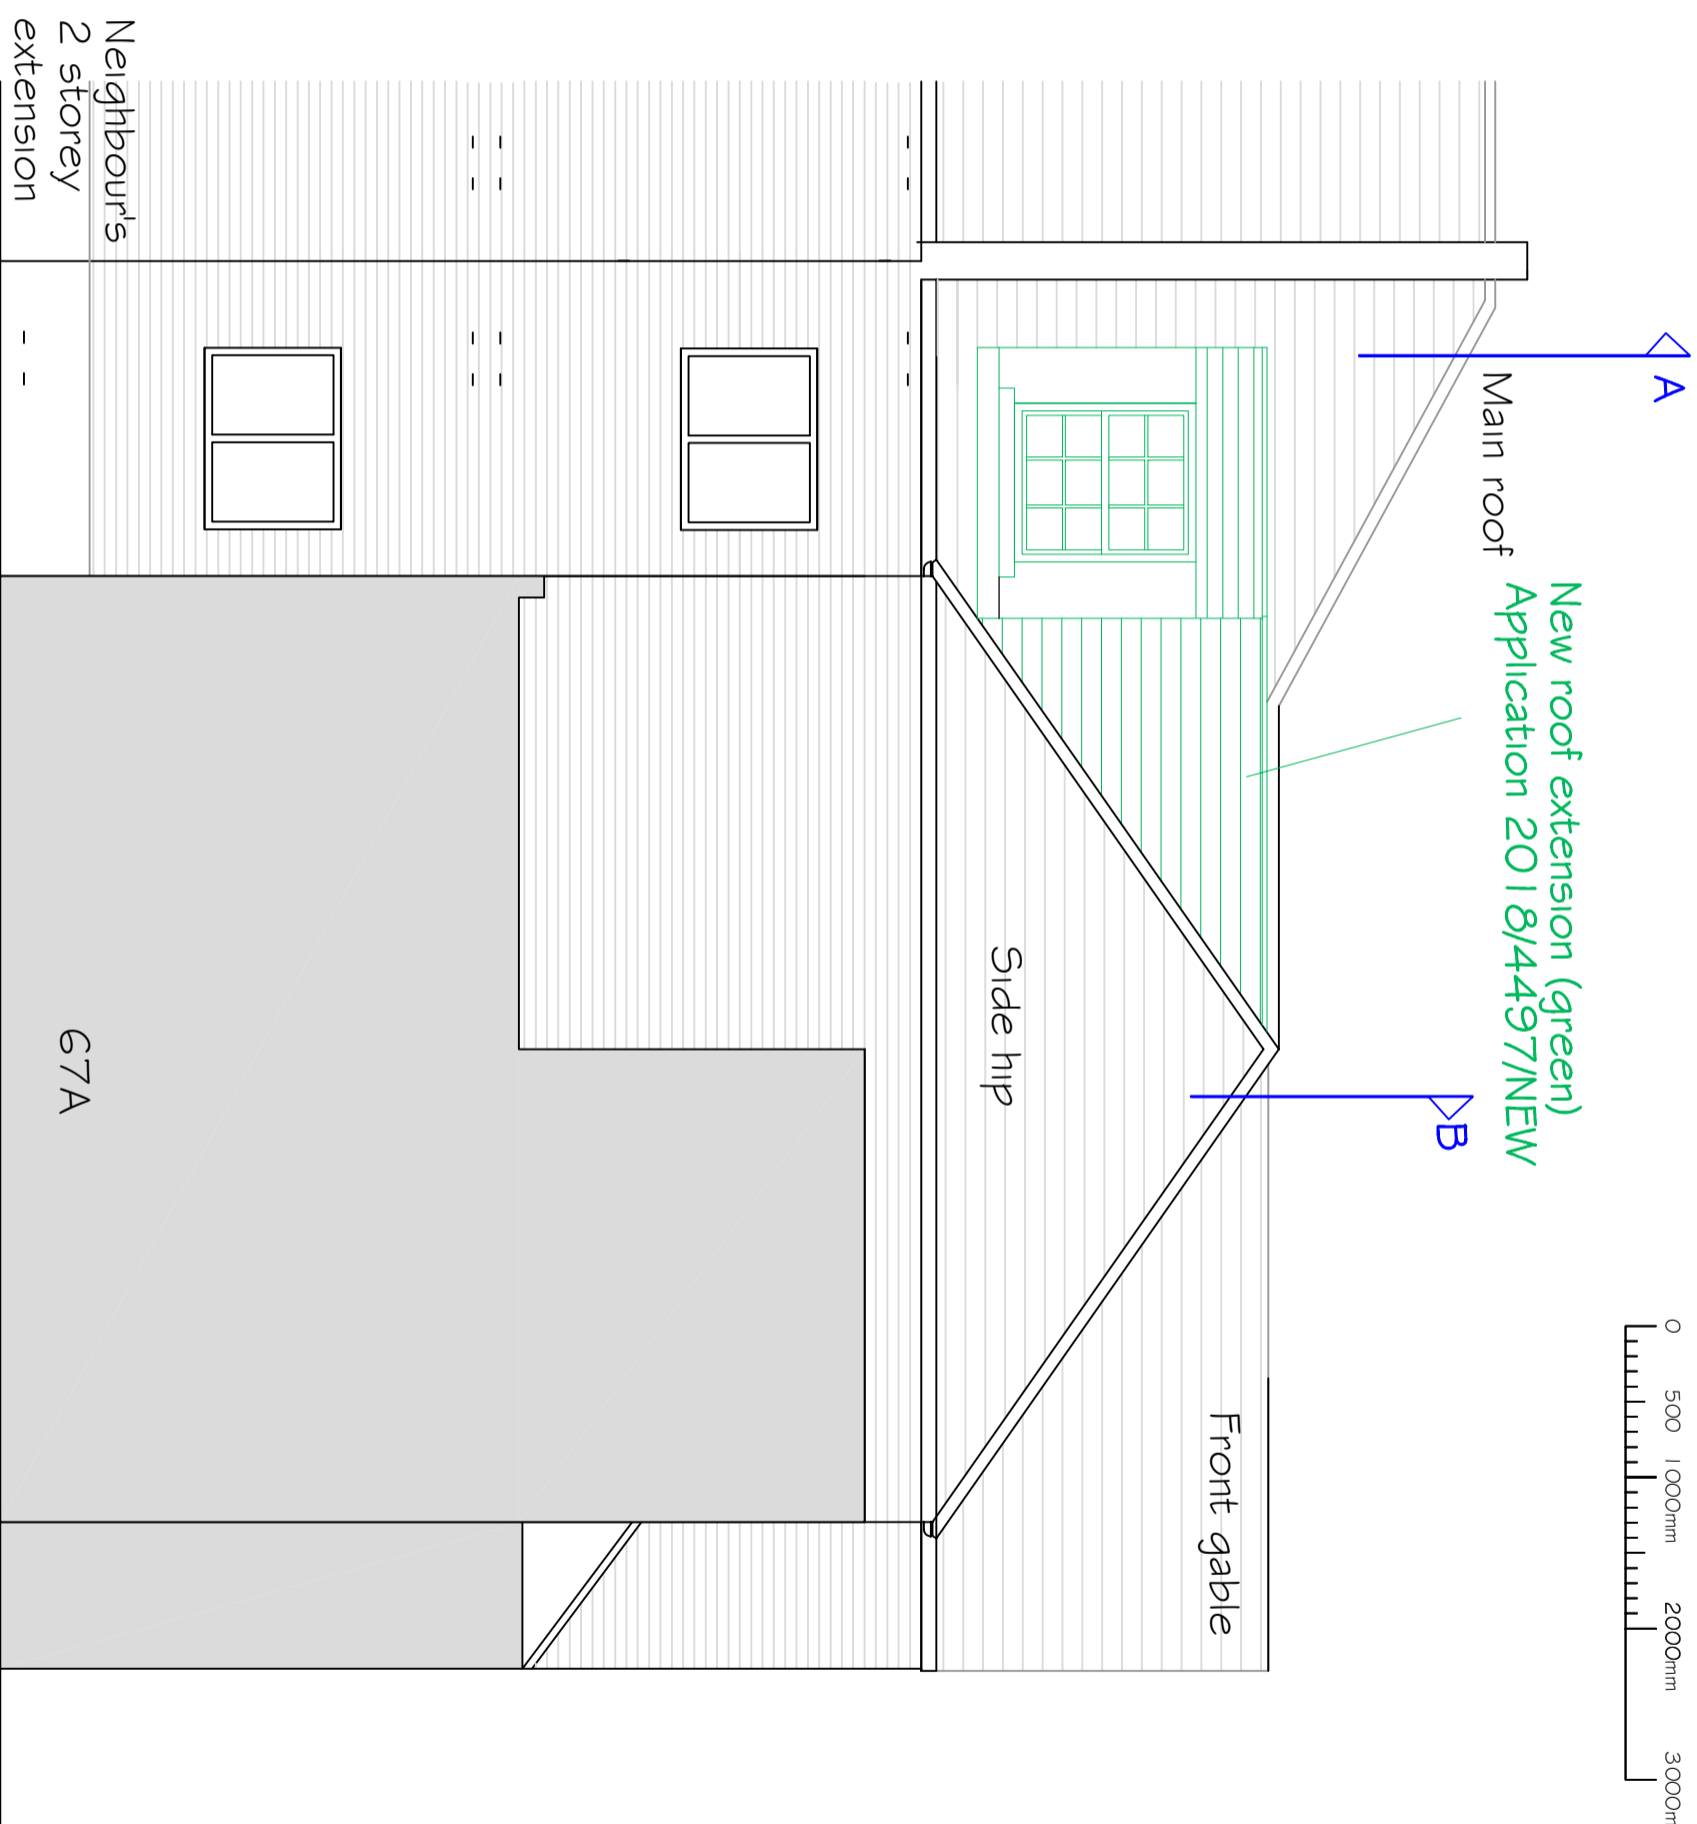 A
Main roof
New roof extension (green)
Application 2018/4497/NEW
B
0 500 1000mm 2000mm 3000m
Front gable
Side hip
Neighbour's
2 storey
extension
67A